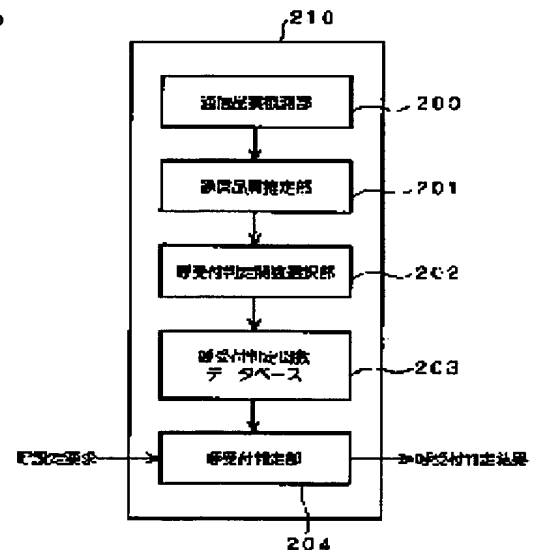 210
通信品質観測部
200
通信品質推定部
201
呼受付判定関数選択部
202
呼受付判定関数
データベース
203
呼設定要求
呼受付判定部
呼受付判定結果
204